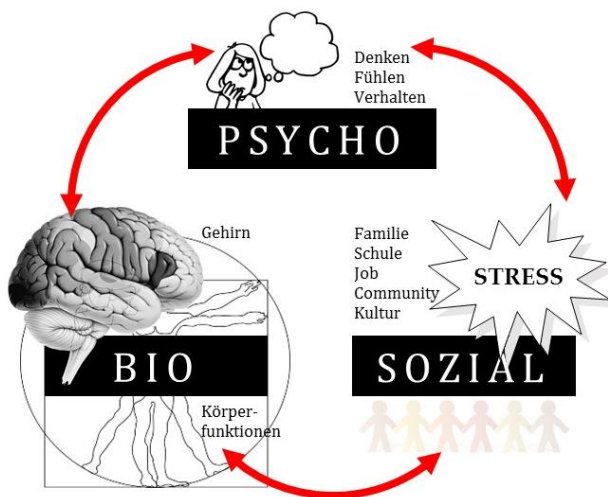 Denken
Fühlen
Verhalten
PSYCHO
Gehirn
BIO
Körper-
funktionen
Familie
Schule
Job
Community
Kultur
STRESS
SOZIAL